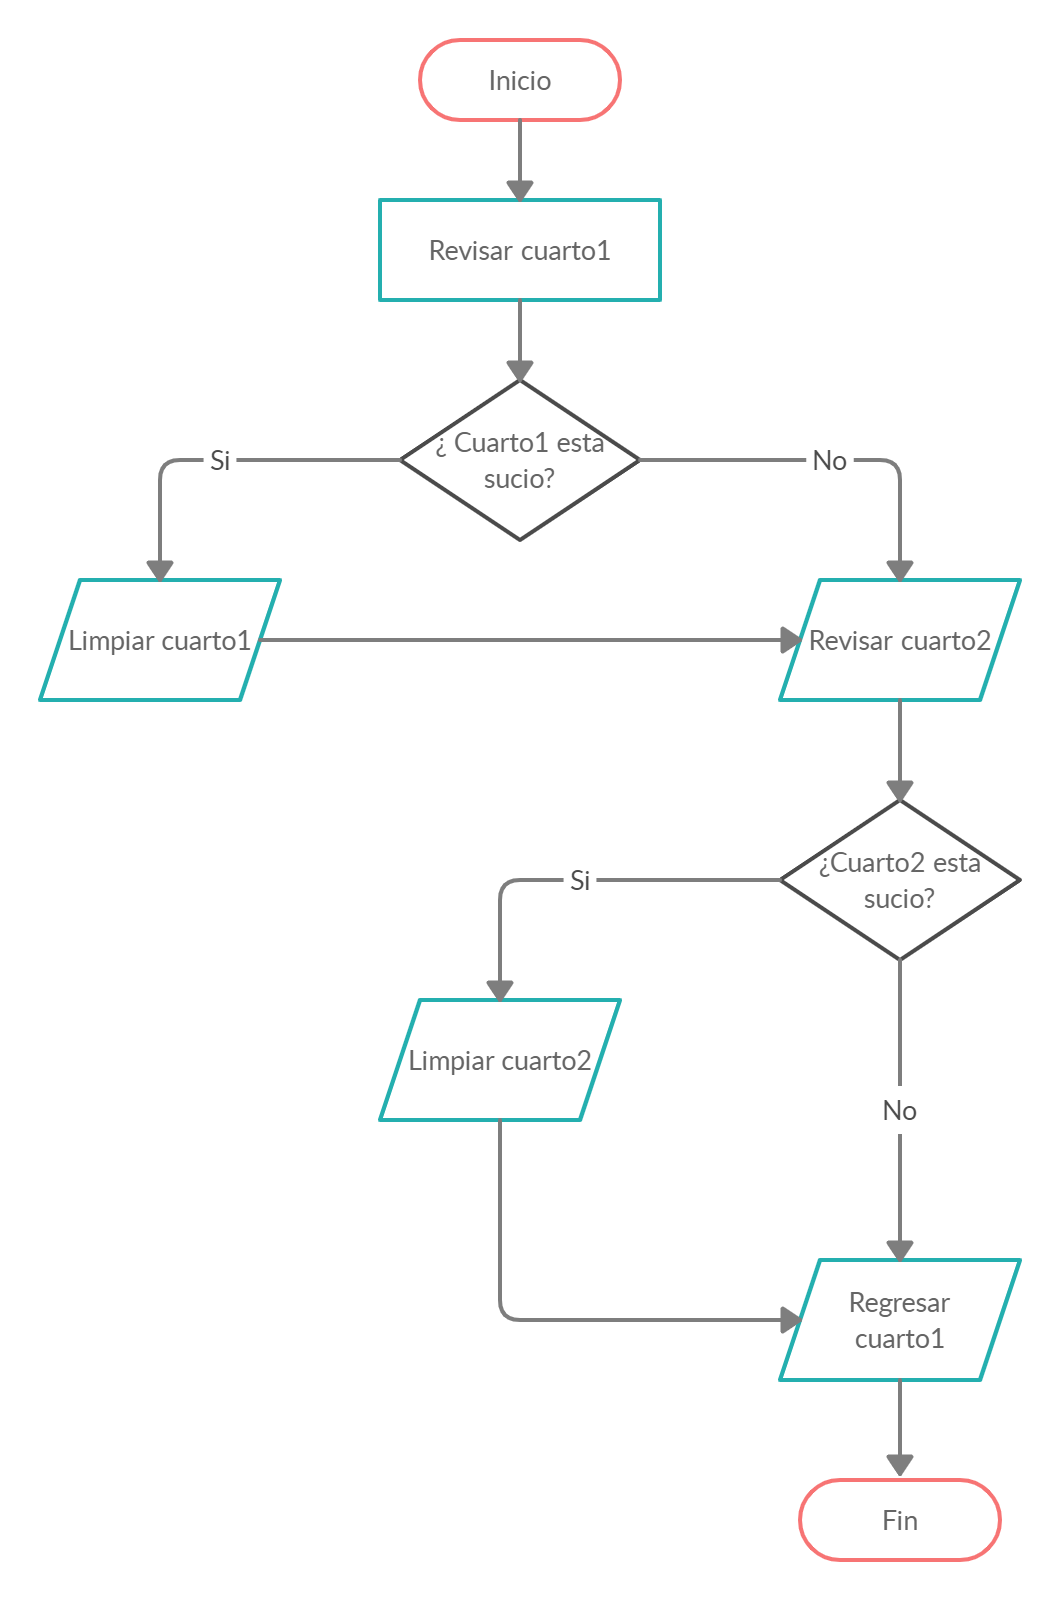 Inicio
Revisar cuarto1
¿ Cuarto1 esta
sucio?
Si
No
Limpiar cuarto1
Revisar cuarto2
¿Cuarto2 esta
sucio?
Si
Limpiar cuarto2
No
Regresar
cuarto1
Fin